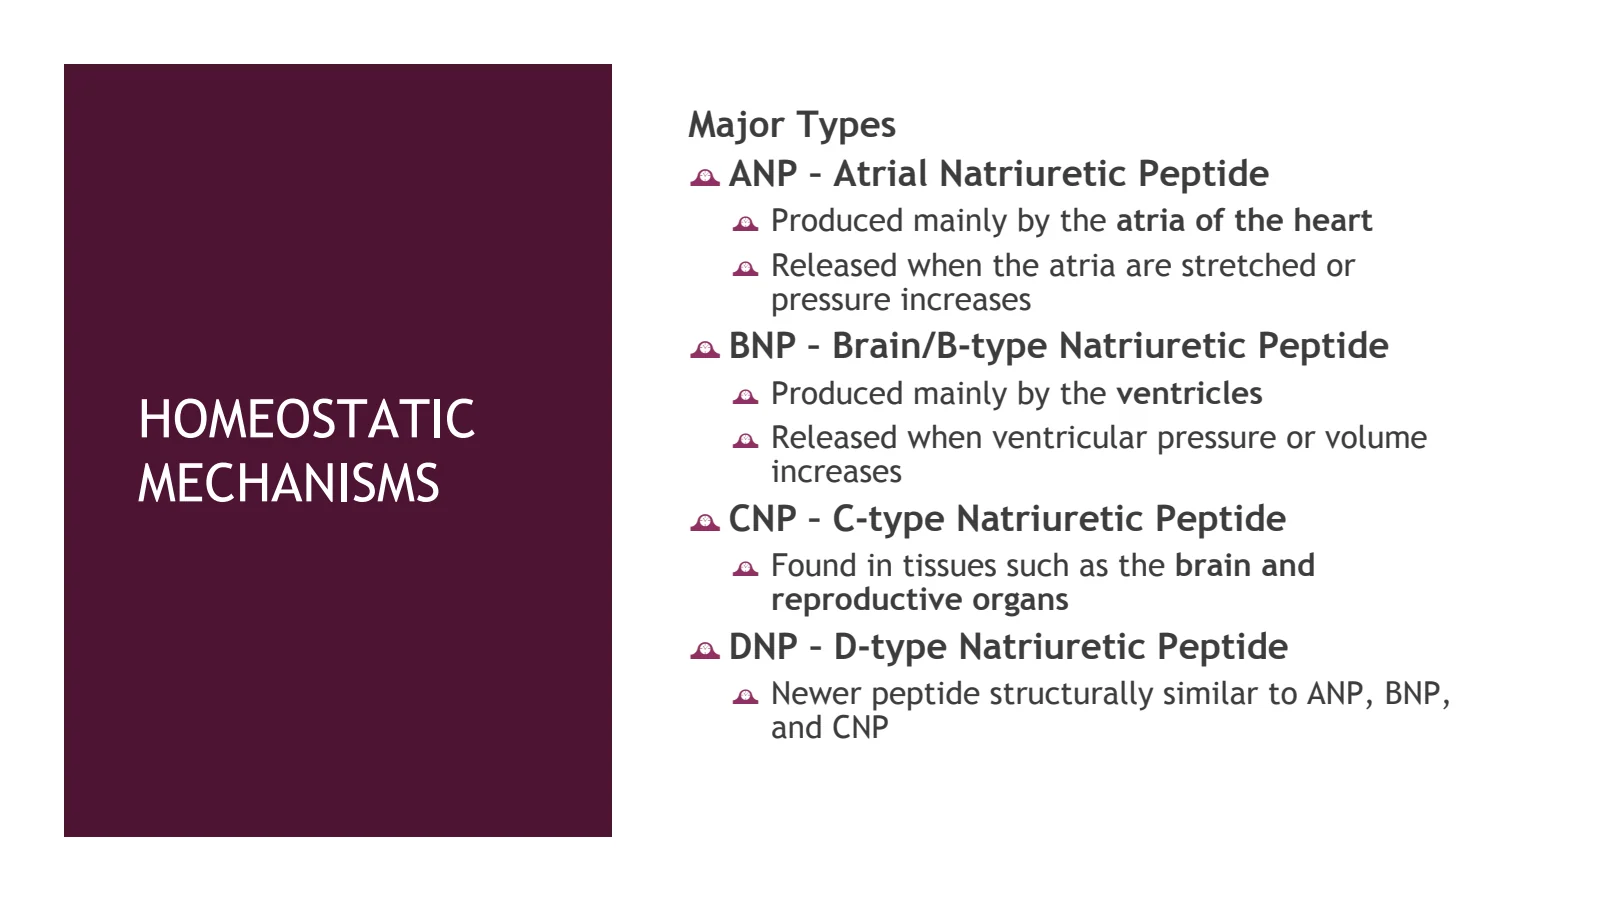 HOMEOSTATIC
MECHANISMS
Major Types
ANP – Atrial Natriuretic Peptide
Produced mainly by the atria of the heart
Released when the atria are stretched or
pressure increases
BNP – Brain/B-type Natriuretic Peptide
Produced mainly by the ventricles
Released when ventricular pressure or volume
increases
CNP – C-type Natriuretic Peptide
Found in tissues such as the brain and
reproductive organs
DNP – D-type Natriuretic Peptide
Newer peptide structurally similar to ANP, BNP,
and CNP